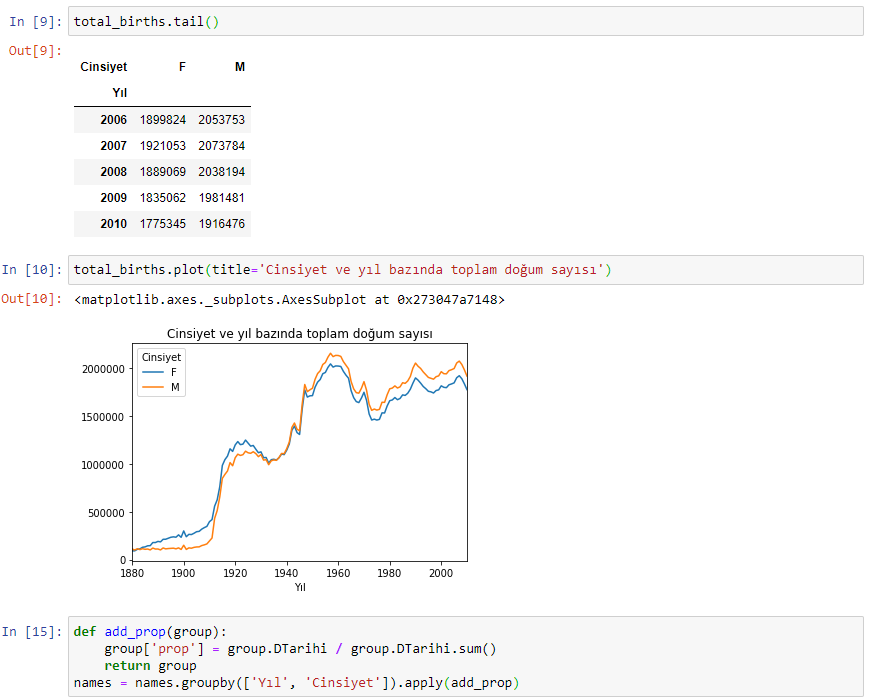 In [9]: total_births.tail()
Out[9]:
Cinsiyet F M
Yıl
2006 1899824 2053753
2007 1921053 2073784
2008 1889069 2038194
2009 1835062 1981481
2010 1775345 1916476
In [10]: total_births.plot(title='Cinsiyet ve yıl bazında toplam doğum sayısı')
Out[10]: <matplotlib.axes._subplots.AxesSubplot at 0x273047a7148>
Cinsiyet ve yıl bazında toplam doğum sayısı
Cinsiyet
F
M
2000000
1500000
1000000
500000
0
1880 1900 1920 1940 1960 1980 2000
Yıl
In [15]: def add_prop(group):
    group['prop'] = group.DTarihi / group.DTarihi.sum()
    return group
names = names.groupby(['Yıl', 'Cinsiyet']).apply(add_prop)